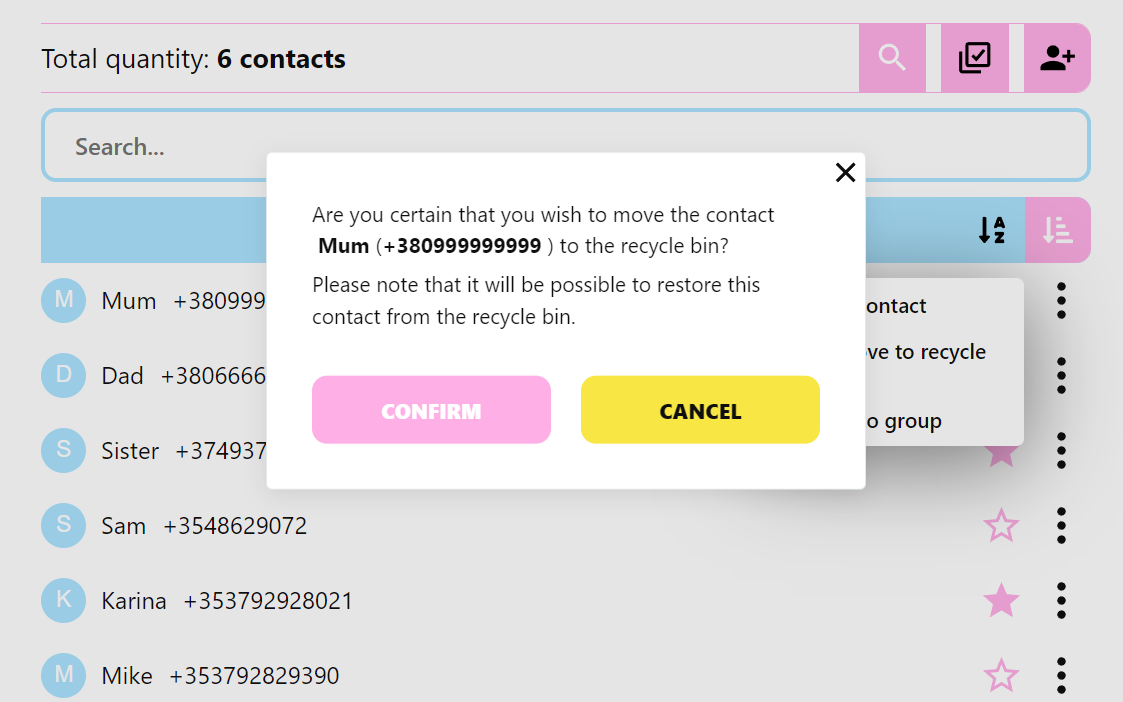 Total quantity: 6 contacts
Search...
A
Z
Are you certain that you wish to move the contact
Mum (+380999999999 ) to the recycle bin?
Please note that it will be possible to restore this
contact from the recycle bin.
CONFIRM
CANCEL
M Mum +380999
ontact
ve to recycle
D Dad +3806666
o group
S Sister +374937
S Sam +3548629072
K Karina +353792928021
M Mike +353792829390